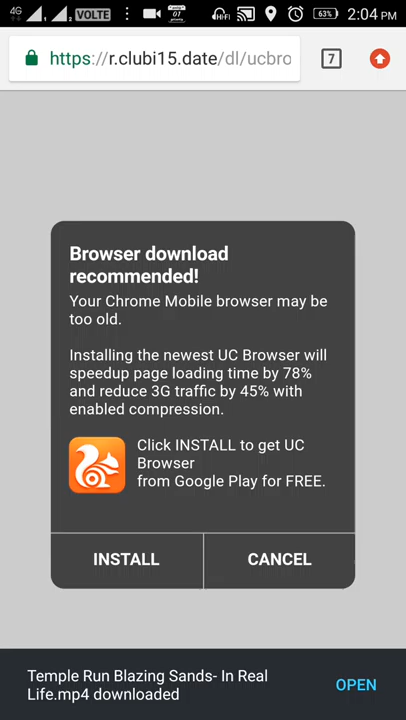 4G 1 2 VOLTE 63% 2:04 PM
https://r.clubi15.date/dl/ucbro
7
Browser download
recommended!
Your Chrome Mobile browser may be
too old.
Installing the newest UC Browser will
speedup page loading time by 78%
and reduce 3G traffic by 45% with
enabled compression.
Click INSTALL to get UC
Browser
from Google Play for FREE.
INSTALL CANCEL
Temple Run Blazing Sands- In Real
Life.mp4 downloaded
OPEN